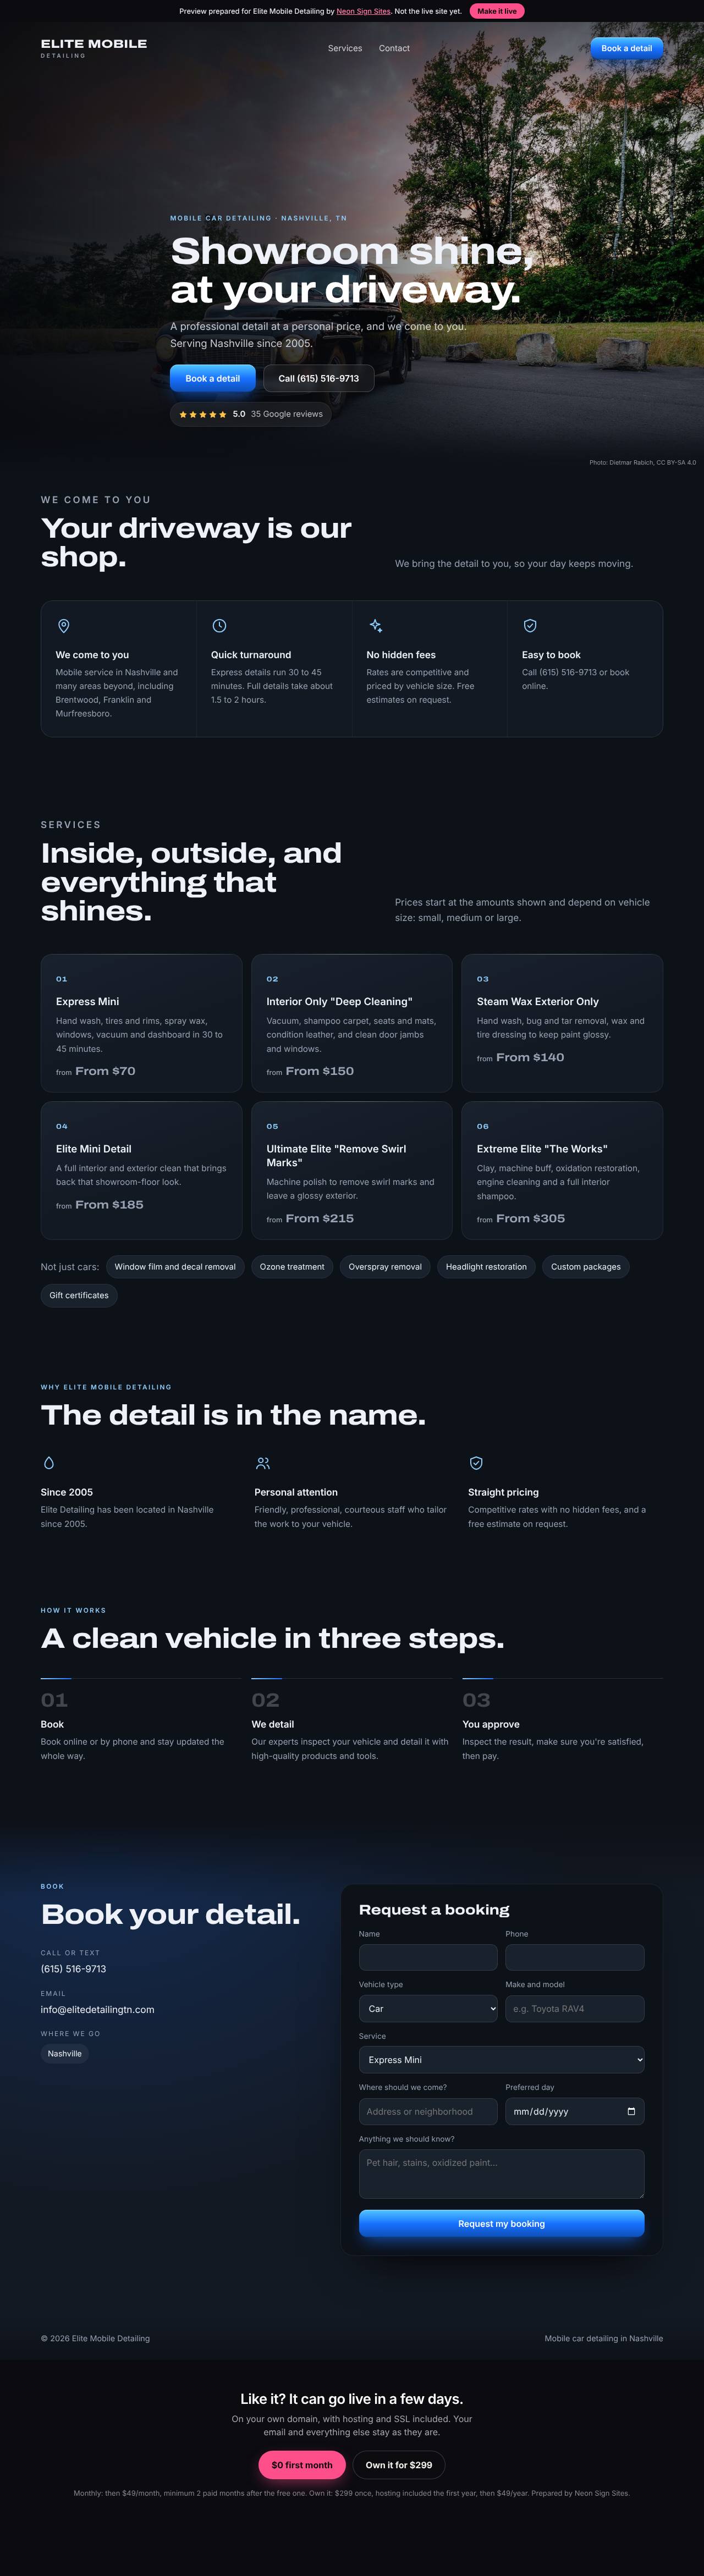 Preview prepared for Elite Mobile Detailing by Neon Sign Sites. Not the live site yet. Make it live
ELITE MOBILE
DETAILING
Services Contact
Book a detail
MOBILE CAR DETAILING · NASHVILLE, TN
Showroom shine,
at your driveway.
A professional detail at a personal price, and we come to you.
Serving Nashville since 2005.
Book a detail Call (615) 516-9713
★★★★★ 5.0 35 Google reviews
Photo: Dietmar Rabich, CC BY-SA 4.0
WE COME TO YOU
Your driveway is our
shop.
We bring the detail to you, so your day keeps moving.
We come to you
Mobile service in Nashville and
many areas beyond, including
Brentwood, Franklin and
Murfreesboro.
Quick turnaround
Express details run 30 to 45
minutes. Full details take about
1.5 to 2 hours.
No hidden fees
Rates are competitive and
priced by vehicle size. Free
estimates on request.
Easy to book
Call (615) 516-9713 or book
online.
SERVICES
Inside, outside, and
everything that
shines.
Prices start at the amounts shown and depend on vehicle
size: small, medium or large.
01
Express Mini
Hand wash, tires and rims, spray wax,
windows, vacuum and dashboard in 30 to
45 minutes.
from From $70
02
Interior Only "Deep Cleaning"
Vacuum, shampoo carpet, seats and mats,
condition leather, and clean door jambs
and windows.
from From $150
03
Steam Wax Exterior Only
Hand wash, bug and tar removal, wax and
tire dressing to keep paint glossy.
from From $140
04
Elite Mini Detail
A full interior and exterior clean that brings
back that showroom-floor look.
from From $185
05
Ultimate Elite "Remove Swirl
Marks"
Machine polish to remove swirl marks and
leave a glossy exterior.
from From $215
06
Extreme Elite "The Works"
Clay, machine buff, oxidation restoration,
engine cleaning and a full interior
shampoo.
from From $305
Not just cars: Window film and decal removal Ozone treatment Overspray removal Headlight restoration Custom packages
Gift certificates
WHY ELITE MOBILE DETAILING
The detail is in the name.
Since 2005
Elite Detailing has been located in Nashville
since 2005.
Personal attention
Friendly, professional, courteous staff who tailor
the work to your vehicle.
Straight pricing
Competitive rates with no hidden fees, and a
free estimate on request.
HOW IT WORKS
A clean vehicle in three steps.
01
Book
Book online or by phone and stay updated the
whole way.
02
We detail
Our experts inspect your vehicle and detail it with
high-quality products and tools.
03
You approve
Inspect the result, make sure you're satisfied,
then pay.
BOOK
Book your detail.
CALL OR TEXT
(615) 516-9713
EMAIL
info@elitedetailingtn.com
WHERE WE GO
Nashville
Request a booking
Name Phone
Vehicle type Make and model
Car e.g. Toyota RAV4
Service
Express Mini
Where should we come? Preferred day
Address or neighborhood mm/dd/yyyy
Anything we should know?
Pet hair, stains, oxidized paint...
Request my booking
© 2026 Elite Mobile Detailing
Mobile car detailing in Nashville
Like it? It can go live in a few days.
On your own domain, with hosting and SSL included. Your
email and everything else stay as they are.
$0 first month Own it for $299
Monthly: then $49/month, minimum 2 paid months after the free one. Own it: $299 once, hosting included the first year, then $49/year. Prepared by Neon Sign Sites.